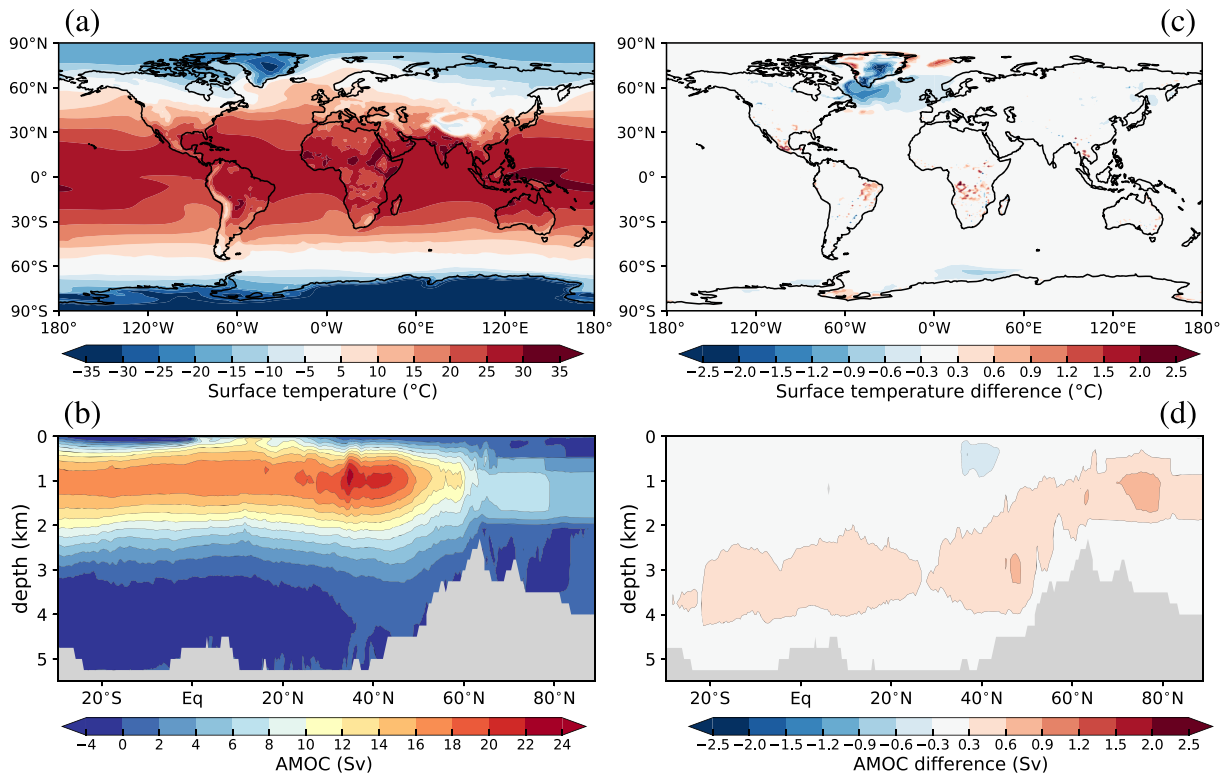 (a)
90°N
60°N
30°N
0°
30°S
60°S
90°S
180° 120°W 60°W 0°W 60°E 120°E 180°
−35 −30 −25 −20 −15 −10 −5 5 10 15 20 25 30 35
Surface temperature (°C)
(c)
90°N
60°N
30°N
0°
30°S
60°S
90°S
180° 120°W 60°W 0°W 60°E 120°E 180°
−2.5 −2.0 −1.2 −0.9 −0.6 −0.3 0.3 0.6 0.9 1.2 1.5 2.0 2.5
Surface temperature difference (°C)
(b)
depth (km)
0
1
2
3
4
5
20°S Eq 20°N 40°N 60°N 80°N
−4 0 2 4 6 8 10 12 14 16 18 20 22 24
AMOC (Sv)
(d)
depth (km)
0
1
2
3
4
5
20°S Eq 20°N 40°N 60°N 80°N
−2.5 −2.0 −1.5 −1.2 −0.9 −0.6 −0.3 0.3 0.6 0.9 1.2 1.5 2.0 2.5
AMOC difference (Sv)